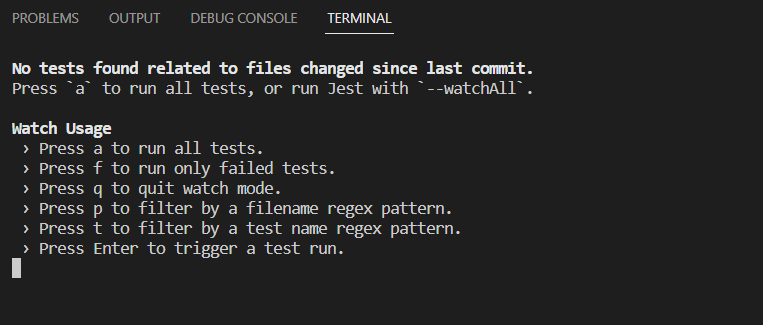 PROBLEMS OUTPUT DEBUG CONSOLE TERMINAL
No tests found related to files changed since last commit.
Press `a` to run all tests, or run Jest with `--watchAll`.
Watch Usage
› Press a to run all tests.
› Press f to run only failed tests.
› Press q to quit watch mode.
› Press p to filter by a filename regex pattern.
› Press t to filter by a test name regex pattern.
› Press Enter to trigger a test run.